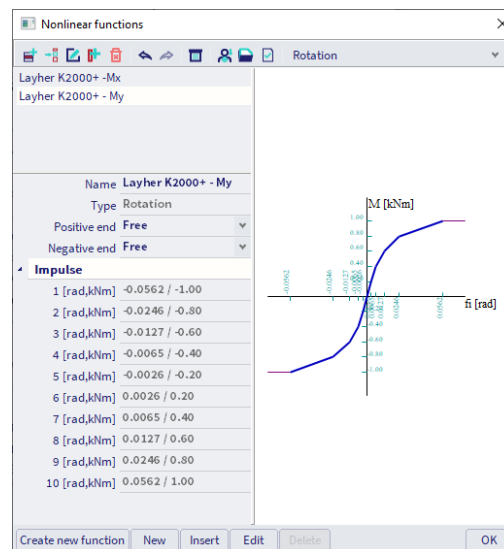 Nonlinear functions
Rotation
Layher K2000+ -Mx
Layher K2000+ - My
Name Layher K2000+ - My
Type Rotation
Positive end Free
Negative end Free
Impulse
1 [rad,kNm] -0.0562 / -1.00
2 [rad,kNm] -0.0246 / -0.80
3 [rad,kNm] -0.0127 / -0.60
4 [rad,kNm] -0.0065 / -0.40
5 [rad,kNm] -0.0026 / -0.20
6 [rad,kNm] 0.0026 / 0.20
7 [rad,kNm] 0.0065 / 0.40
8 [rad,kNm] 0.0127 / 0.60
9 [rad,kNm] 0.0246 / 0.80
10 [rad,kNm] 0.0562 / 1.00
M [kNm]
1.00
0.80
0.60
0.40
-0.0562
-0.0246
-0.0127
fi [rad]
0.0127
0.0246
0.0562
-0.40
-0.60
-0.80
-1.00
Create new function New Insert Edit Delete OK